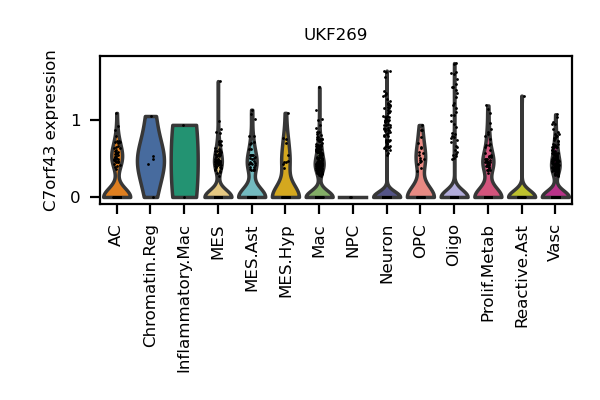 UKF269
C7orf43 expression
1
0
AC
Chromatin.Reg
Inflammatory.Mac
MES
MES.Ast
MES.Hyp
Mac
NPC
Neuron
OPC
Oligo
Prolif.Metab
Reactive.Ast
Vasc